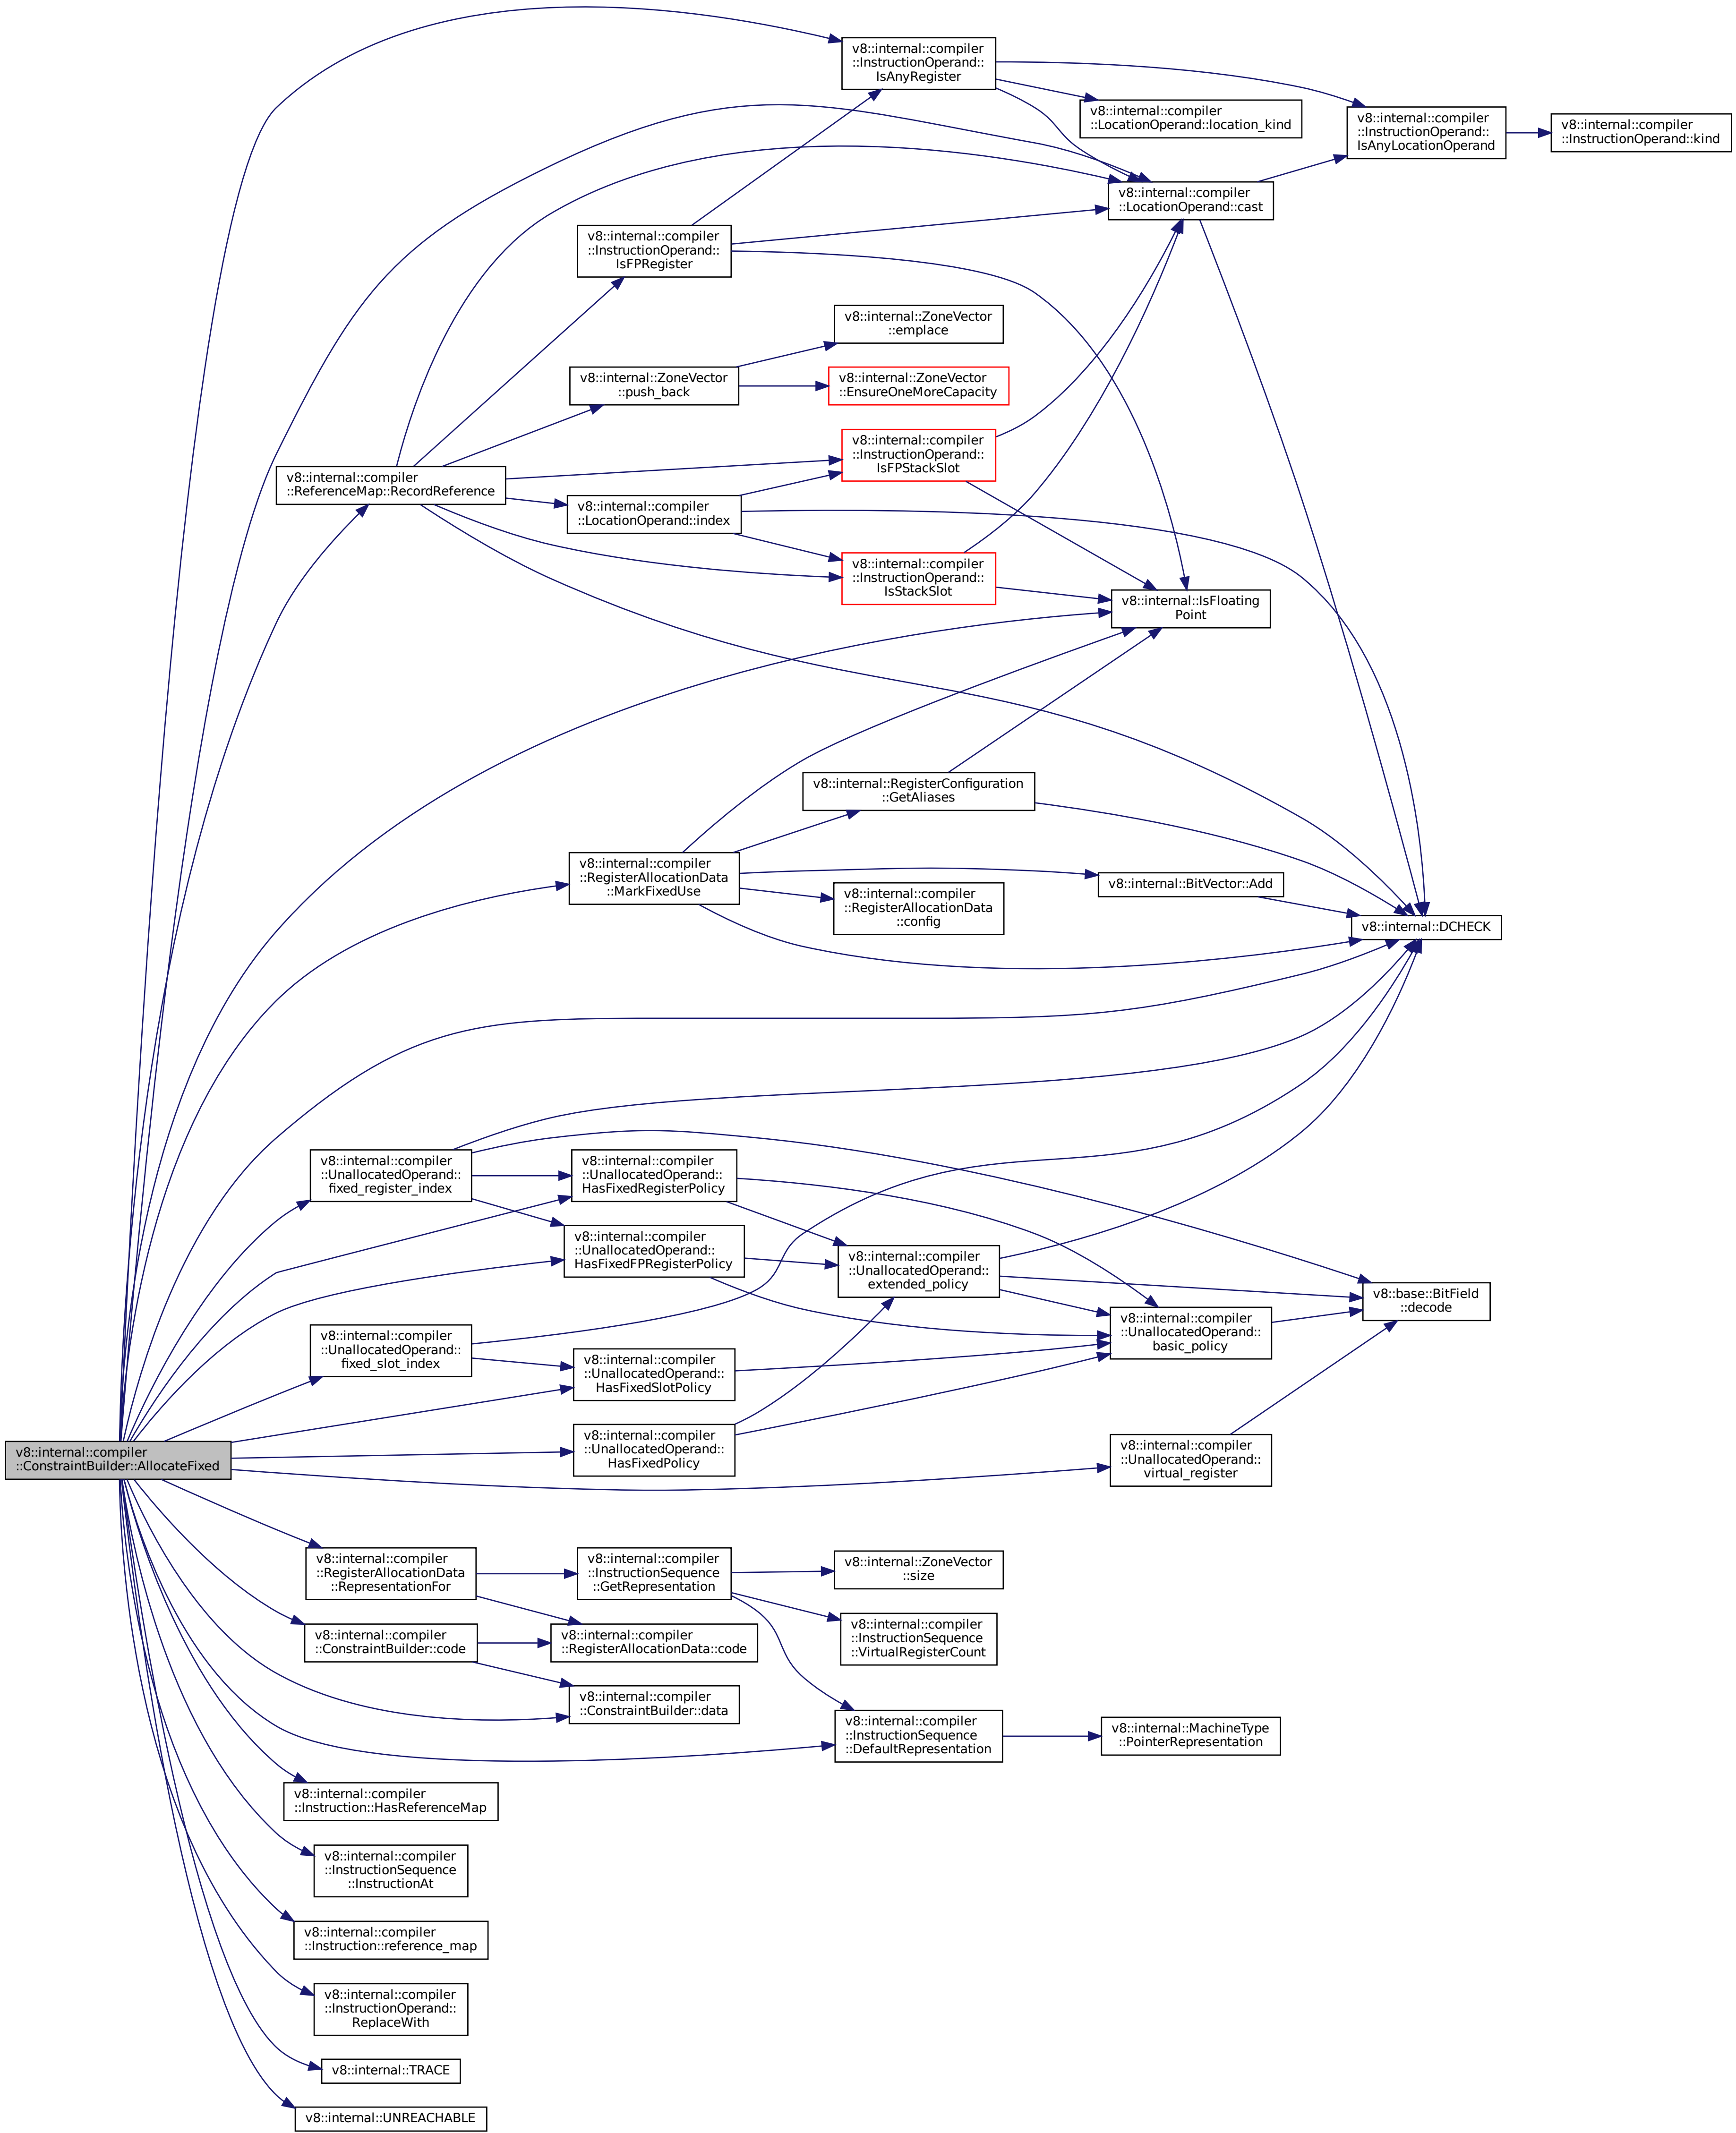 v8::internal::compiler
::InstructionOperand::
IsAnyRegister
v8::internal::compiler
::LocationOperand::location_kind
v8::internal::compiler
::InstructionOperand::
IsAnyLocationOperand
v8::internal::compiler
::InstructionOperand::kind
v8::internal::compiler
::LocationOperand::cast
v8::internal::compiler
::InstructionOperand::
IsFPRegister
v8::internal::ZoneVector
::emplace
v8::internal::ZoneVector
::push_back
v8::internal::ZoneVector
::EnsureOneMoreCapacity
v8::internal::compiler
::InstructionOperand::
IsFPStackSlot
v8::internal::compiler
::ReferenceMap::RecordReference
v8::internal::compiler
::LocationOperand::index
v8::internal::compiler
::InstructionOperand::
IsStackSlot
v8::internal::IsFloating
Point
v8::internal::RegisterConfiguration
::GetAliases
v8::internal::compiler
::RegisterAllocationData
::MarkFixedUse
v8::internal::BitVector::Add
v8::internal::compiler
::RegisterAllocationData
::config
v8::internal::DCHECK
v8::internal::compiler
::UnallocatedOperand::
fixed_register_index
v8::internal::compiler
::UnallocatedOperand::
HasFixedRegisterPolicy
v8::internal::compiler
::UnallocatedOperand::
HasFixedFPRegisterPolicy
v8::internal::compiler
::UnallocatedOperand::
extended_policy
v8::base::BitField
::decode
v8::internal::compiler
::UnallocatedOperand::
basic_policy
v8::internal::compiler
::UnallocatedOperand::
fixed_slot_index
v8::internal::compiler
::UnallocatedOperand::
HasFixedSlotPolicy
v8::internal::compiler
::UnallocatedOperand::
HasFixedPolicy
v8::internal::compiler
::ConstraintBuilder::AllocateFixed
v8::internal::compiler
::UnallocatedOperand::
virtual_register
v8::internal::compiler
::RegisterAllocationData
::RepresentationFor
v8::internal::compiler
::InstructionSequence
::GetRepresentation
v8::internal::ZoneVector
::size
v8::internal::compiler
::ConstraintBuilder::code
v8::internal::compiler
::RegisterAllocationData::code
v8::internal::compiler
::InstructionSequence
::VirtualRegisterCount
v8::internal::compiler
::ConstraintBuilder::data
v8::internal::compiler
::InstructionSequence
::DefaultRepresentation
v8::internal::MachineType
::PointerRepresentation
v8::internal::compiler
::Instruction::HasReferenceMap
v8::internal::compiler
::InstructionSequence
::InstructionAt
v8::internal::compiler
::Instruction::reference_map
v8::internal::compiler
::InstructionOperand::
ReplaceWith
v8::internal::TRACE
v8::internal::UNREACHABLE